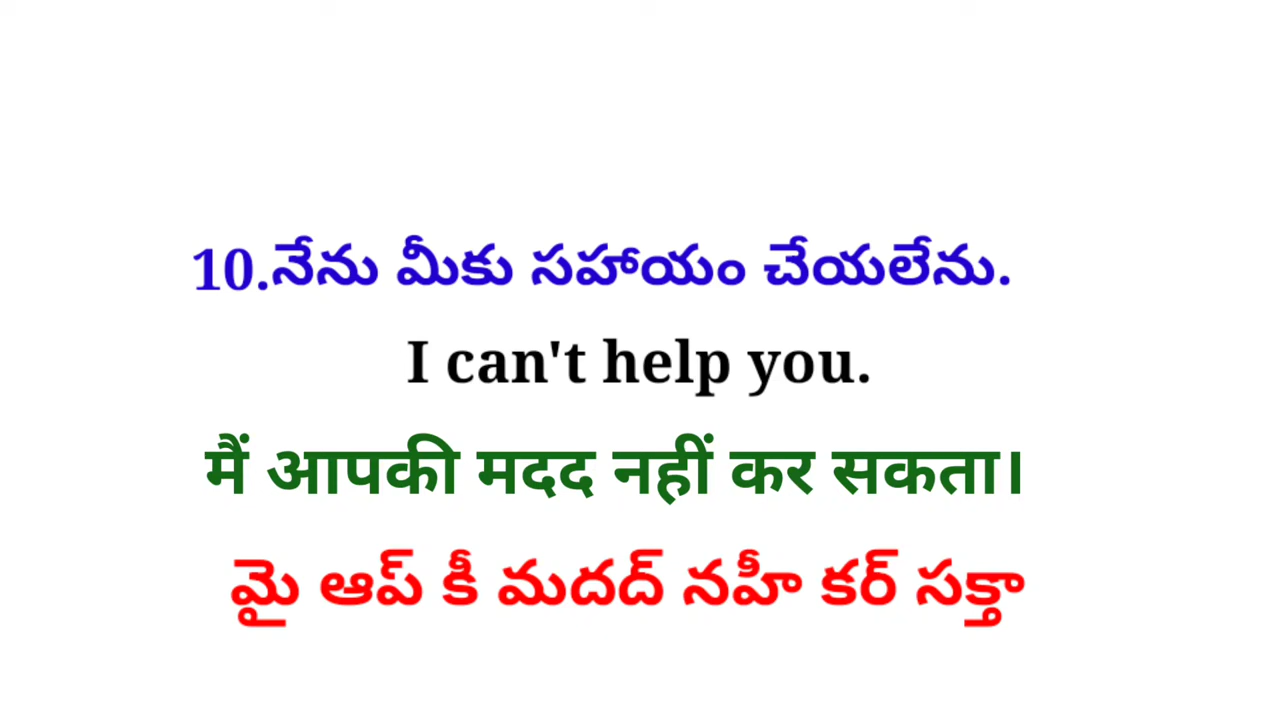 10.నేను మీకు సహాయం చేయలేను.
I can't help you.
मैं आपकी मदद नहीं कर सकता।
మై ఆప్ కీ మదద్ నహీ కర్ సక్తా